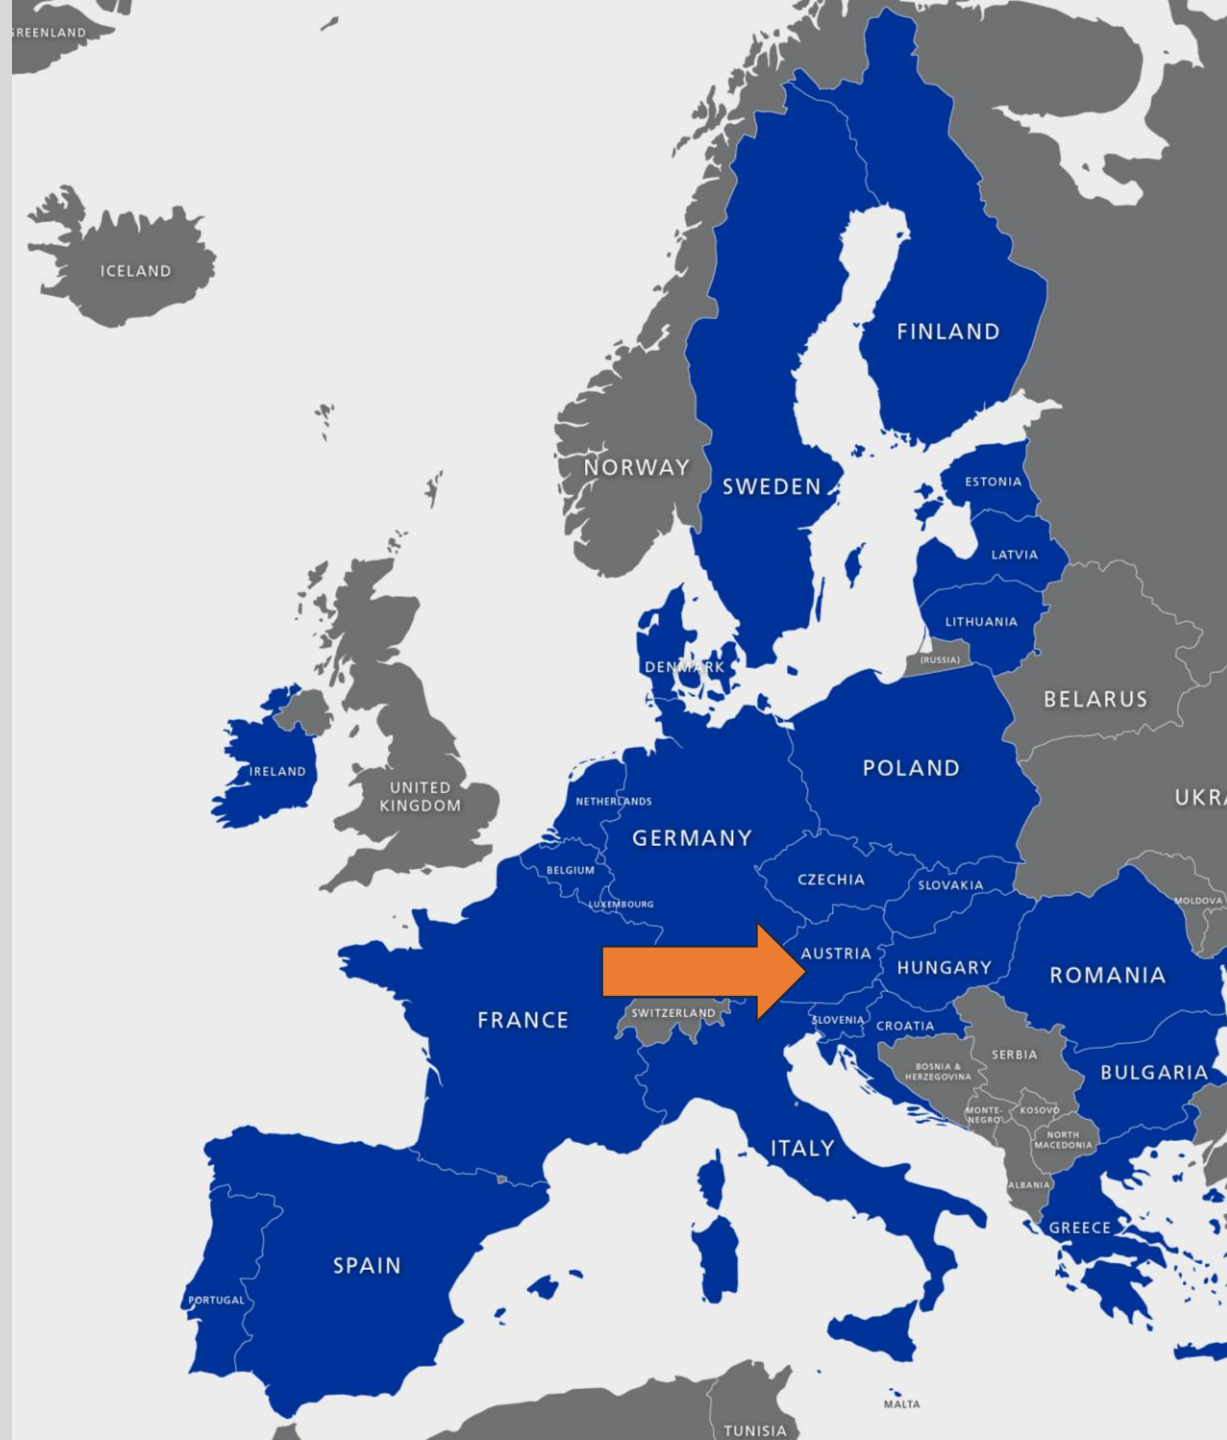 REENLAND
ICELAND
FINLAND
NORWAY
SWEDEN
ESTONIA
LATVIA
LITHUANIA
DENMARK
(RUSSIA)
BELARUS
IRELAND
UNITED
KINGDOM
POLAND
UKRA
NETHERLANDS
GERMANY
BELGIUM
CZECHIA
SLOVAKIA
LUXEMBOURG
MOLDOVA
AUSTRIA
HUNGARY
ROMANIA
FRANCE
SWITZERLAND
SLOVENIA
CROATIA
SERBIA
BOSNIA &
HERZEGOVINA
BULGARIA
MONTE-
NEGRO
KOSOVO
NORTH
MACEDONIA
ITALY
ALBANIA
GREECE
SPAIN
PORTUGAL
MALTA
TUNISIA